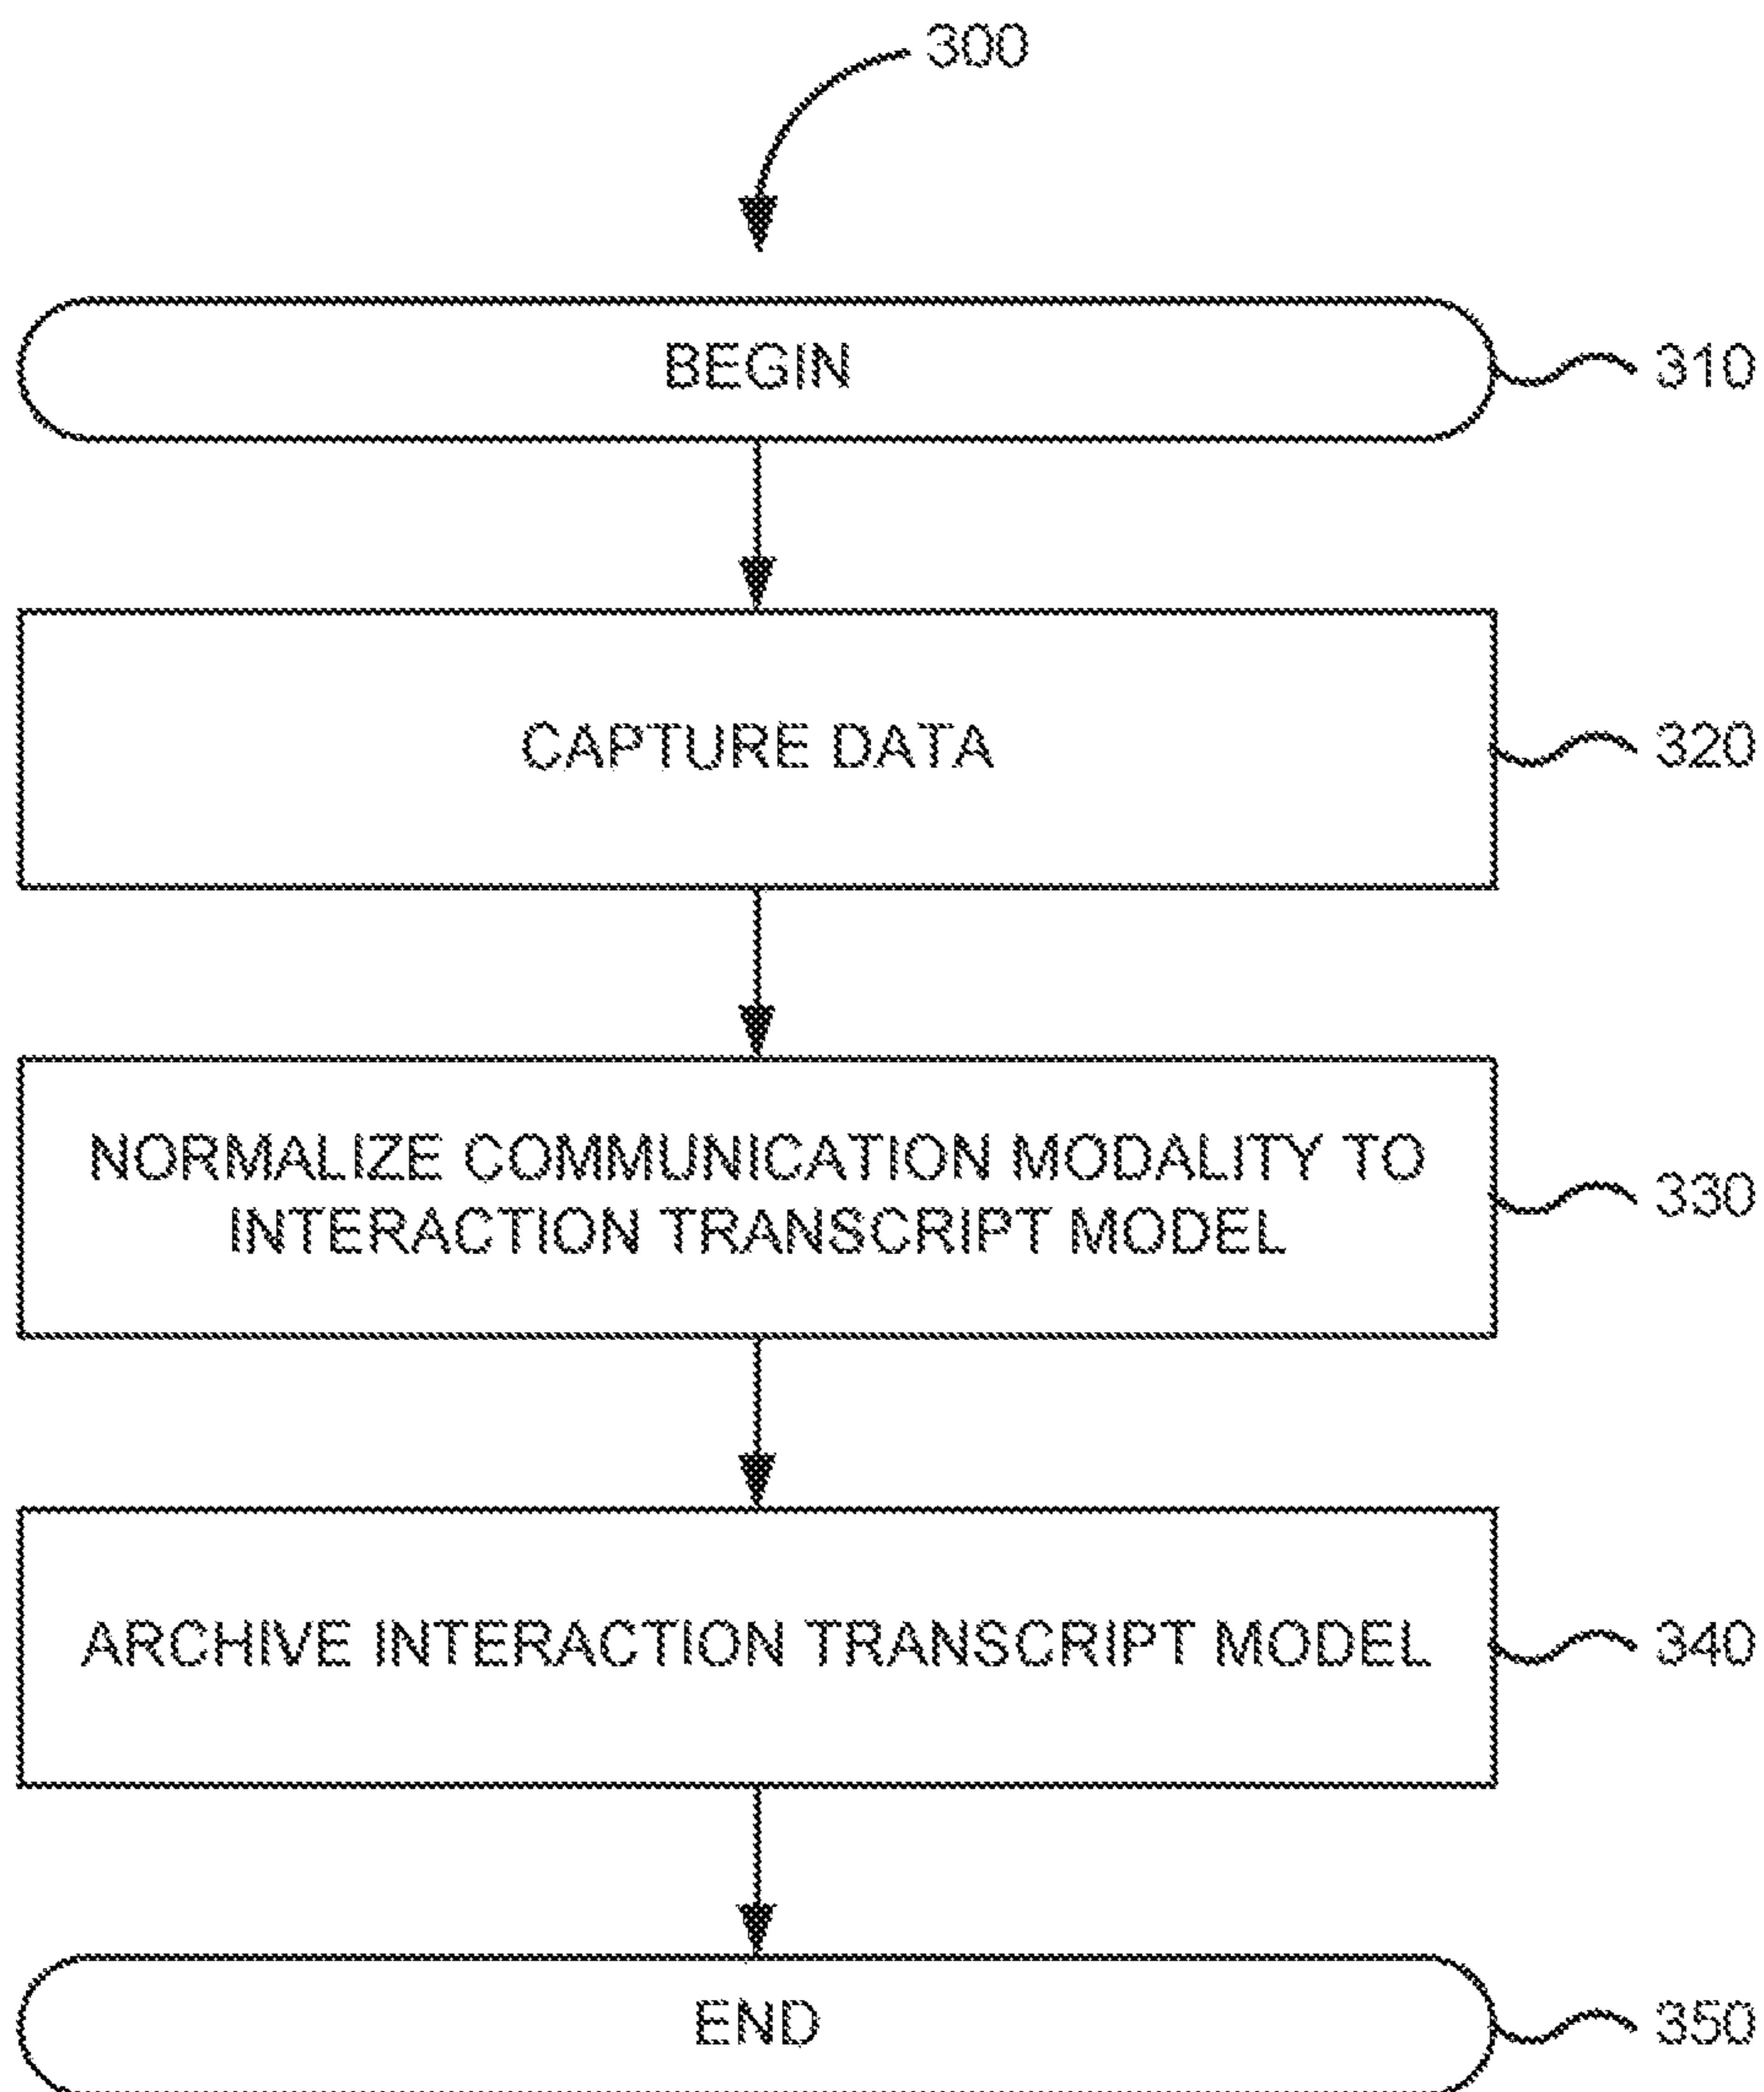 300
BEGIN
310
CAPTURE DATA
320
NORMALIZE COMMUNICATION MODALITY TO
INTERACTION TRANSCRIPT MODEL
330
ARCHIVE INTERACTION TRANSCRIPT MODEL
340
END
350